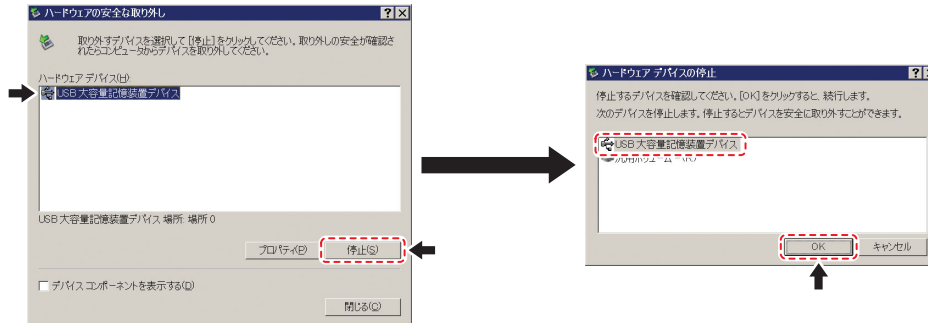 ハードウェアの安全な取り外し
取り外すデバイスを選択して [停止] をクリックしてください。取り外しの安全が確認さ
れたらコンピュータからデバイスを取り外してください。
ハードウェア デバイス(H)
USB 大容量記憶装置デバイス
USB 大容量記憶装置デバイス 場所: 場所 0
プロパティ(P)
停止(S)
デバイス コンポーネントを表示する(D)
閉じる(C)
ハードウェア デバイスの停止
停止するデバイスを確認してください。[OK] をクリックすると、続行します。
次のデバイスを停止します。停止するとデバイスを安全に取り外すことができます。
USB 大容量記憶装置デバイス
OK
キャンセル